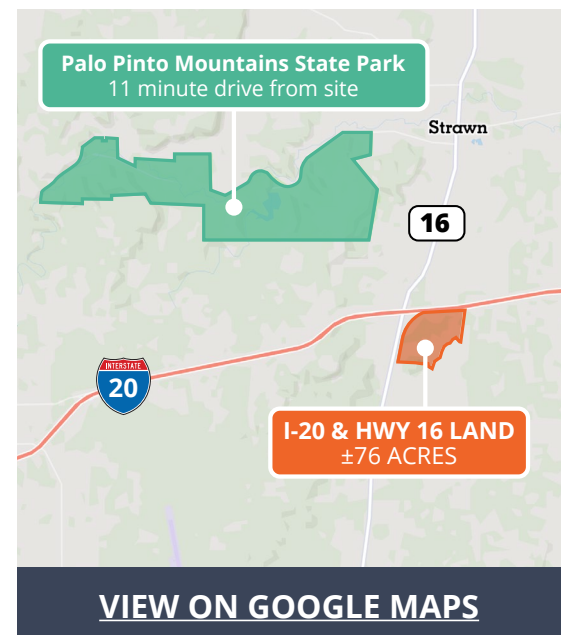 Palo Pinto Mountains State Park
11 minute drive from site
Strawn
16
INTERSTATE
20
I-20 & HWY 16 LAND
±76 ACRES
VIEW ON GOOGLE MAPS